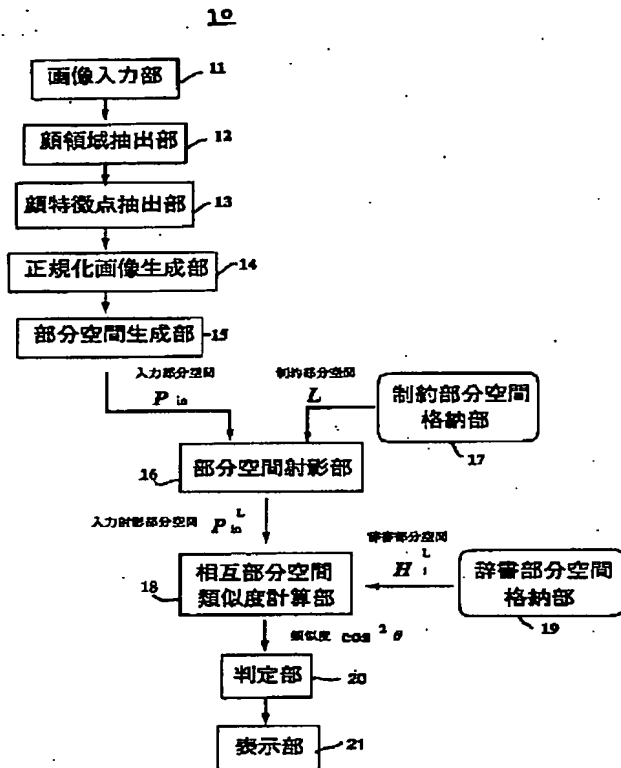 10
画像入力部
11
顔領域抽出部
12
顔特徴点抽出部
13
正規化画像生成部
14
部分空間生成部
15
入力部分空間
P in
制約部分空間
L
制約部分空間
格納部
17
16
部分空間射影部
入力射影部分空間 P in L
辞書部分空間
H i L
18
相互部分空間
類似度計算部
辞書部分空間
格納部
19
類似度 cos 2 θ
判定部
20
表示部
21